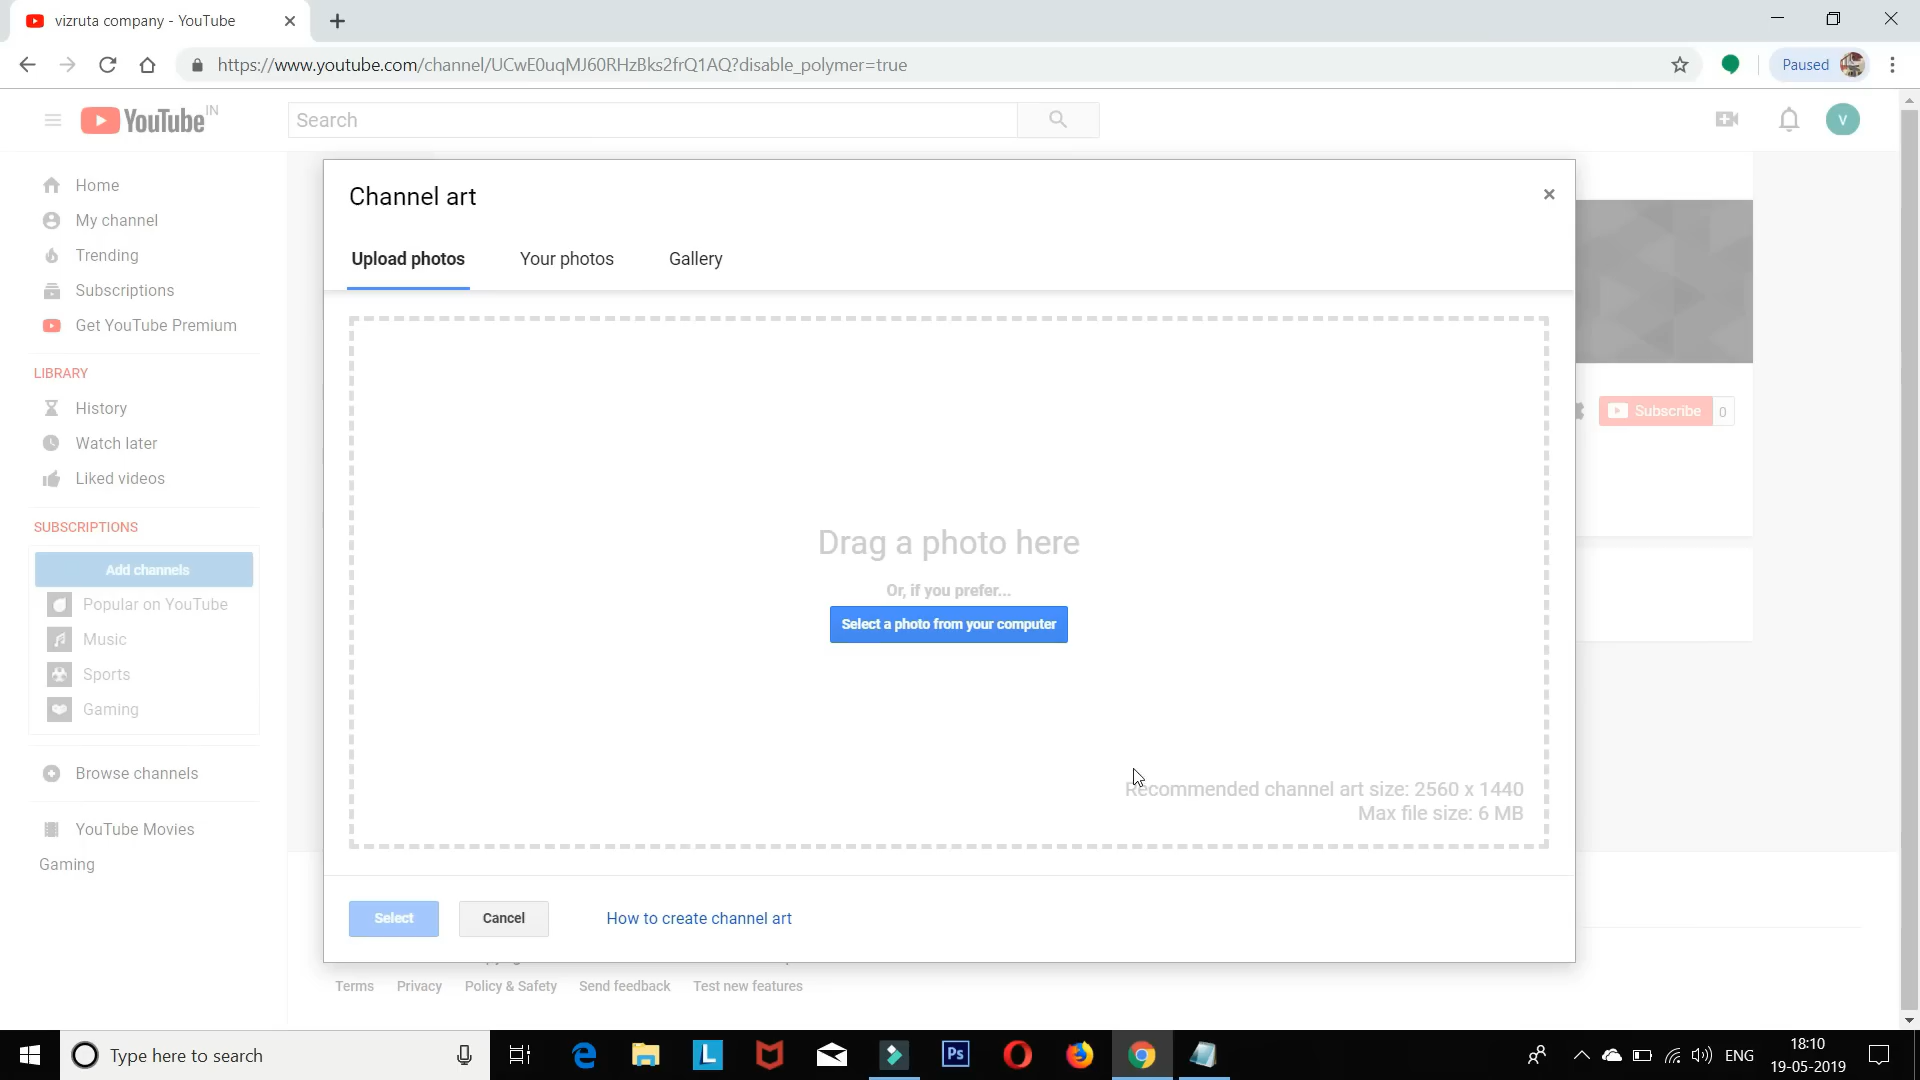 vizruta company - YouTube
https://www.youtube.com/channel/UCwE0uqMJ60RHzBks2frQ1AQ?disable_polymer=true
Paused
YouTube IN
Search
V
Home
My channel
Trending
Subscriptions
Get YouTube Premium
LIBRARY
History
Watch later
Liked videos
SUBSCRIPTIONS
Add channels
Popular on YouTube
Music
Sports
Gaming
Browse channels
YouTube Movies
Gaming
Channel art
Upload photos
Your photos
Gallery
Drag a photo here
Or, if you prefer...
Select a photo from your computer
Recommended channel art size: 2560 x 1440
Max file size: 6 MB
Select
Cancel
How to create channel art
Subscribe 0
Terms
Privacy
Policy & Safety
Send feedback
Test new features
Type here to search
L
Ps
ENG
18:10
19-05-2019